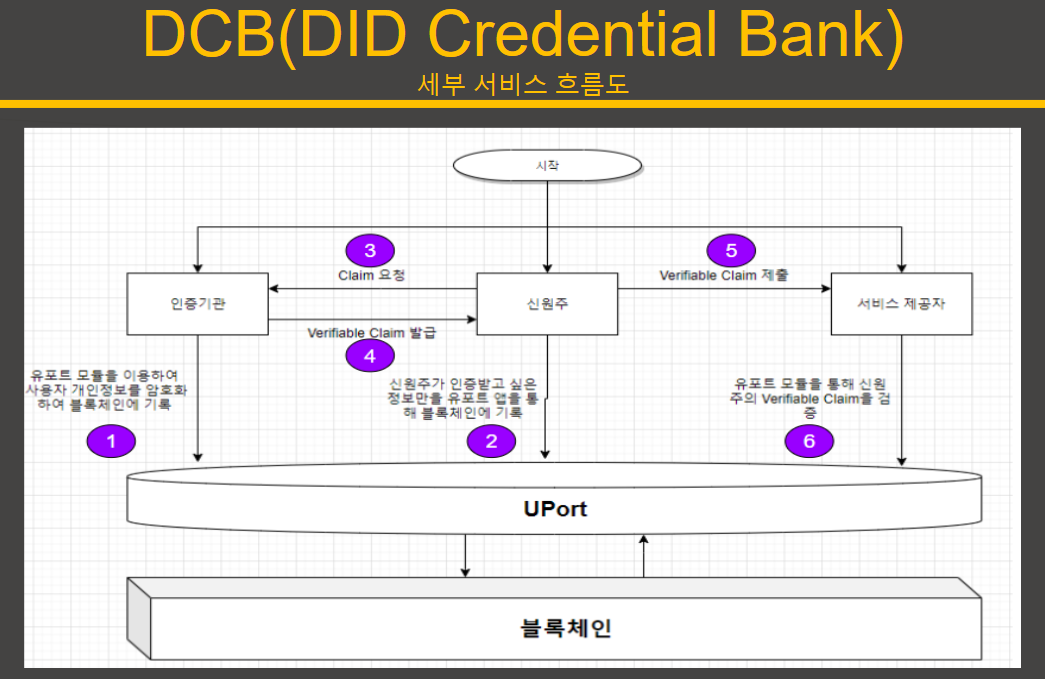 DCB(DID Credential Bank)
세부 서비스 흐름도
시작
3
Claim 요청
5
Verifiable Claim 제출
인증기관
신원주
서비스 제공자
Verifiable Claim 발급
4
유포트 모듈을 이용하여
사용자 개인정보를 암호화
하여 블록체인에 기록
1
신원주가 인증받고 싶은
정보만을 유포트 앱을 통
해 블록체인에 기록
2
유포트 모듈을 통해 신원
주의 Verifiable Claim을 검
증
6
UPort
블록체인